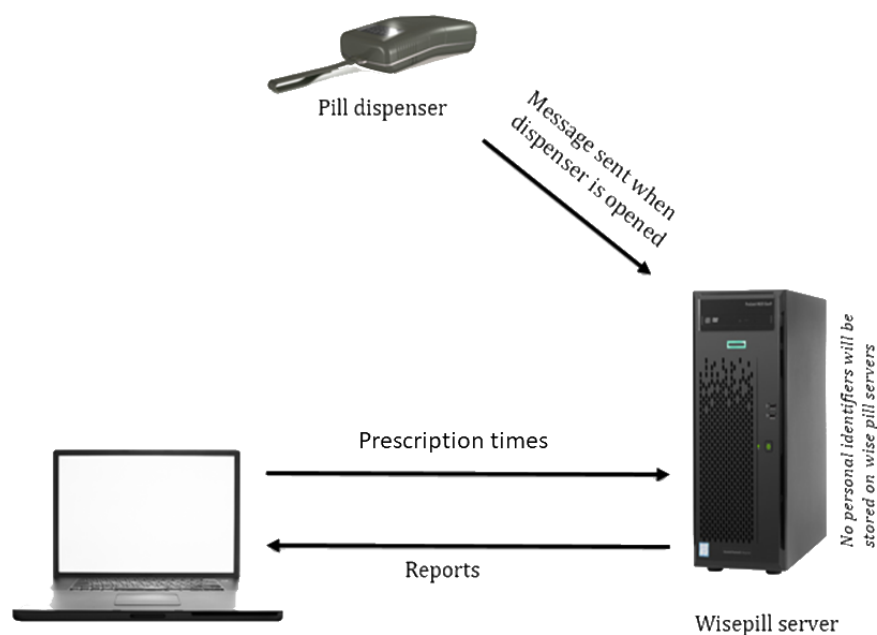 Pill dispenser
Message sent when
dispenser is opened
No personal identifiers will be
stored on wise pill servers
Prescription times
Reports
Wisepill server